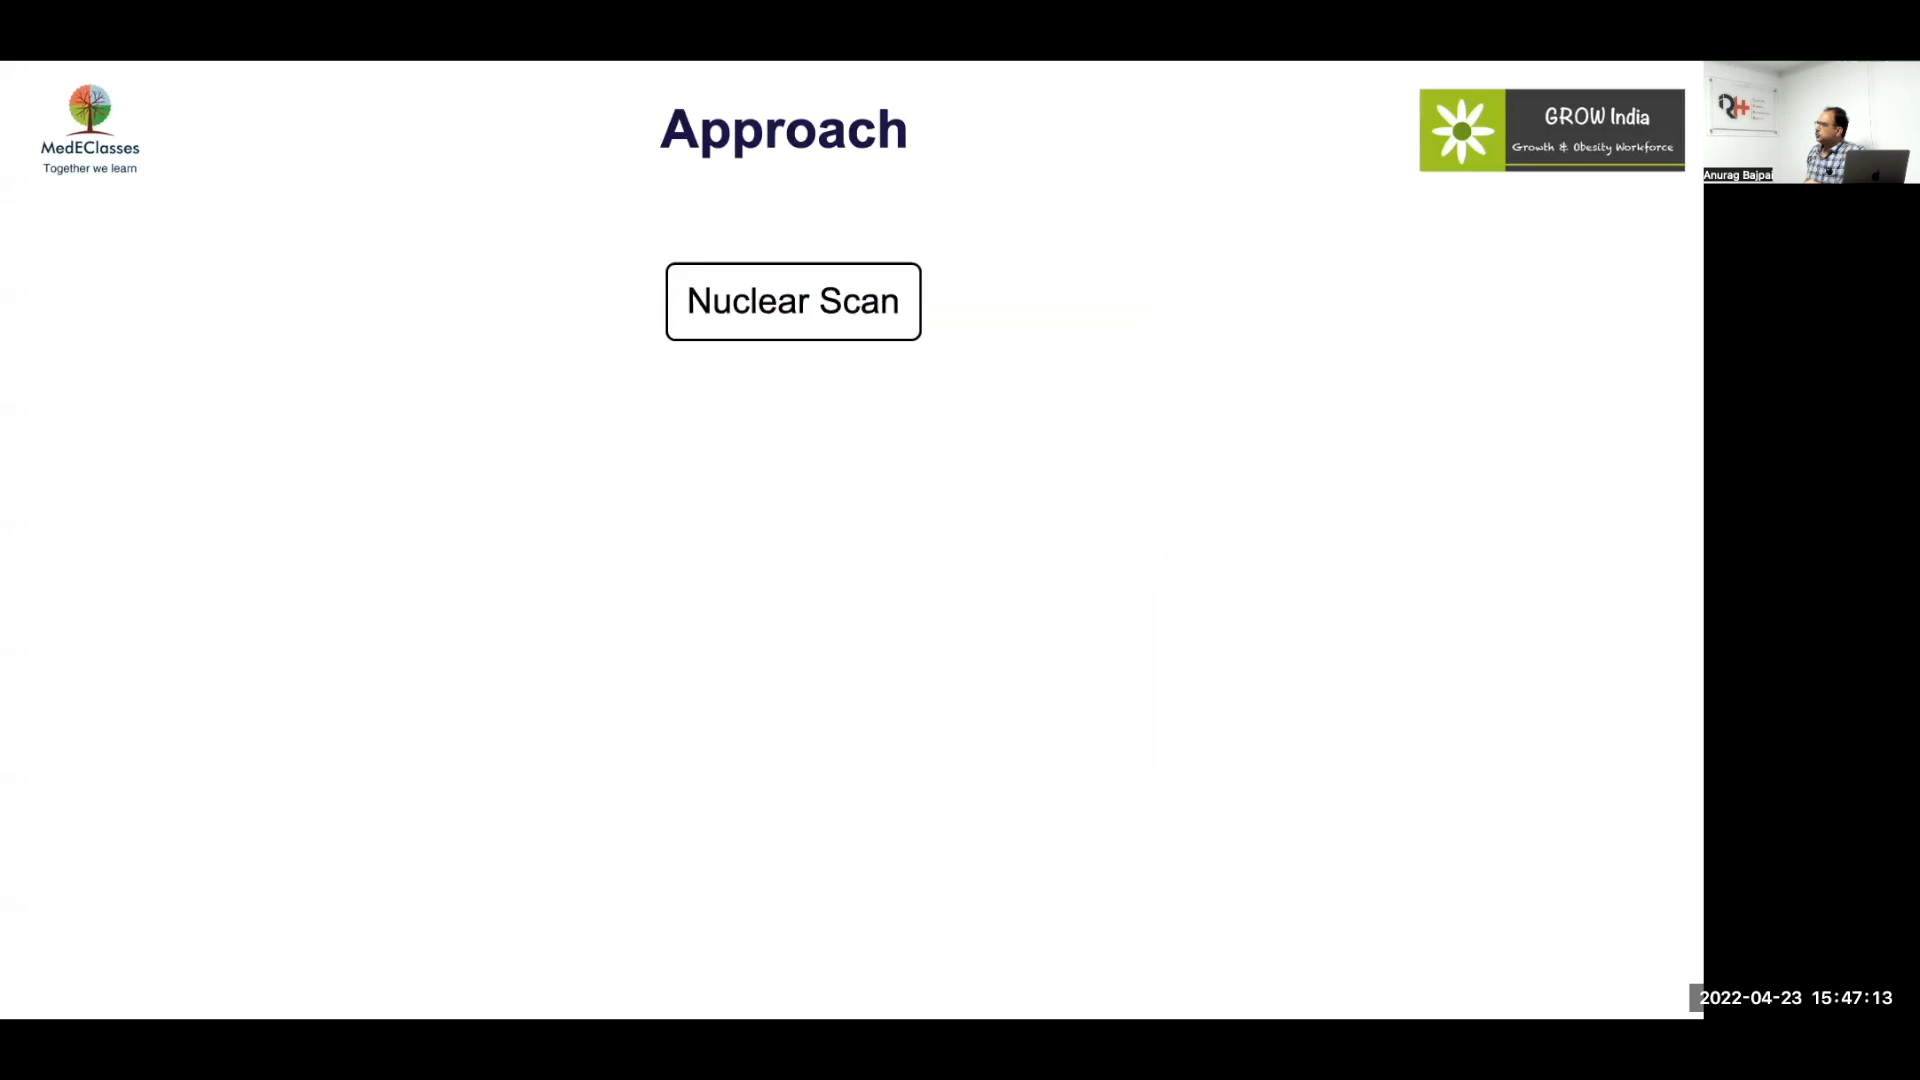 MedEClasses
Together we learn
Approach
GROW India
Growth & Obesity Workforce
Nuclear Scan
Anurag Bajpai
2022-04-23 15:47:13